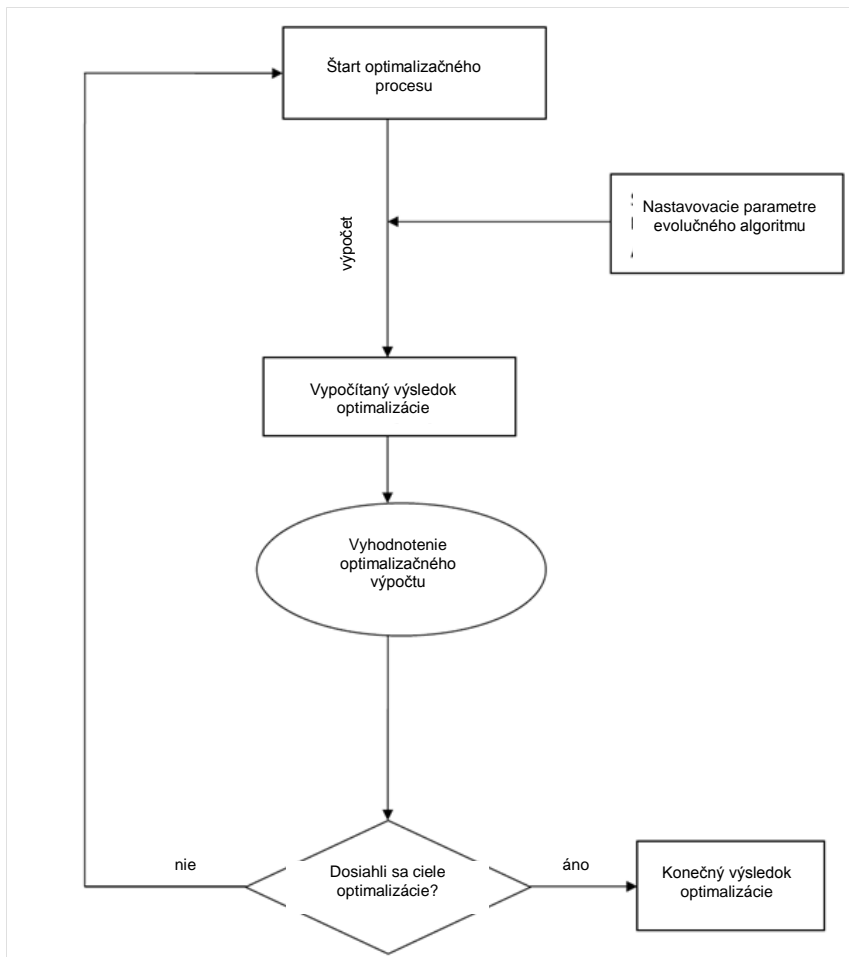 Štart optimalizačného
procesu
Nastavovacie parametre
evolučného algoritmu
výpočet
Vypočítaný výsledok
optimalizácie
Vyhodnotenie
optimalizačného
výpočtu
nie
Dosiahli sa ciele
optimalizácie?
áno
Konečný výsledok
optimalizácie